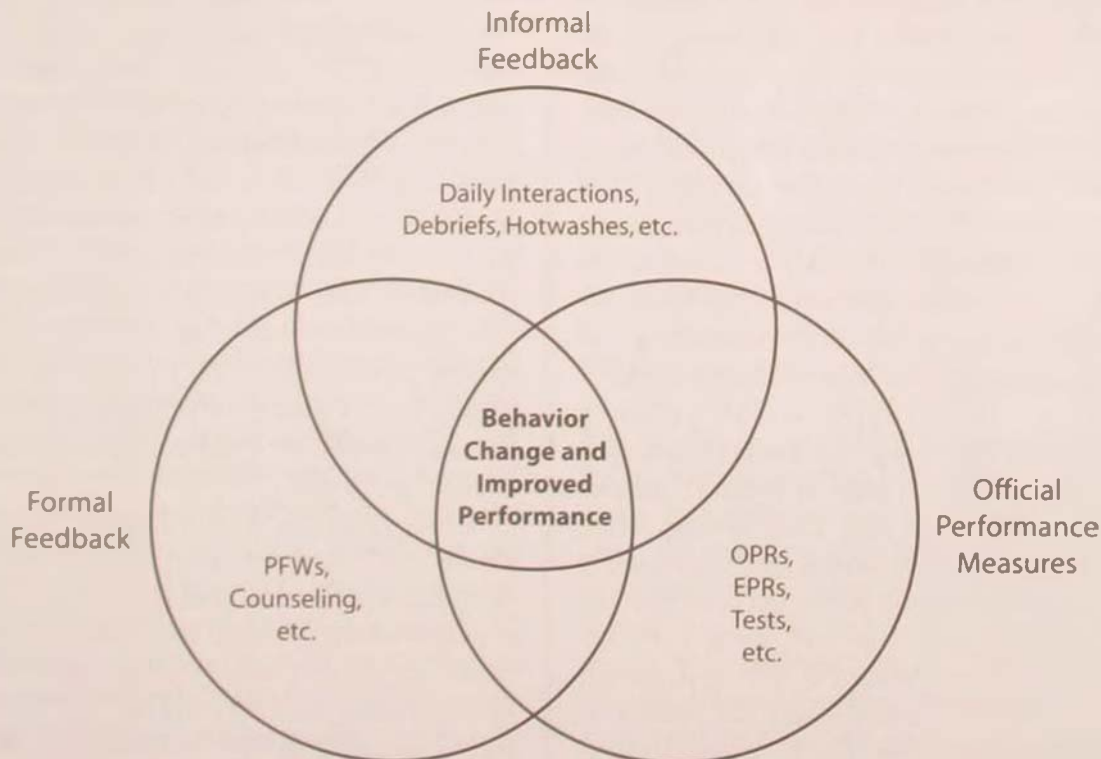 Informal
Feedback
Daily Interactions,
Debriefs, Hotwashes, etc.
Behavior
Change and
Improved
Performance
Formal
Feedback
PFWs,
Counseling,
etc.
Official
Performance
Measures
OPRs,
EPRs,
Tests,
etc.